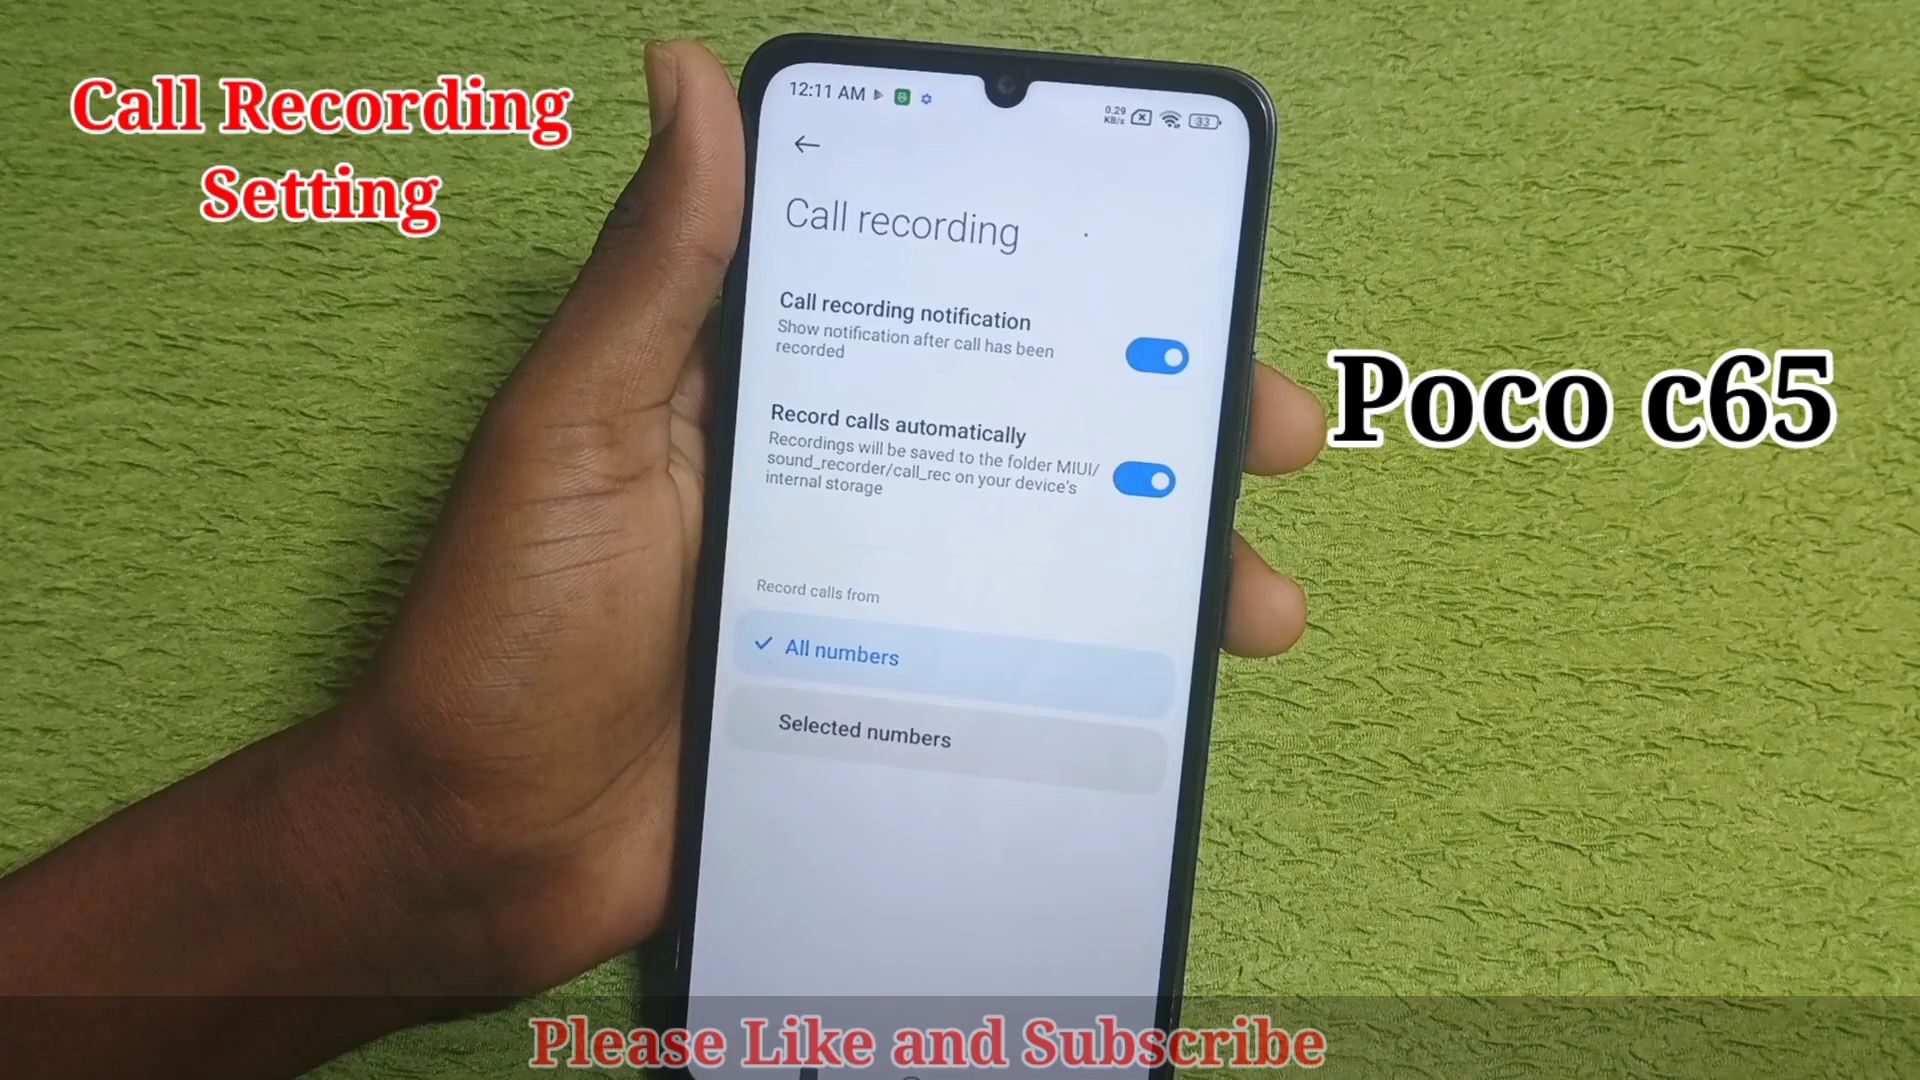 Call Recording
Setting
12:11 AM
0.29
KB/s
33
Call recording
Call recording notification
Show notification after call has been
recorded
Record calls automatically
Recordings will be saved to the folder MIUI/
sound_recorder/call_rec on your device's
internal storage
Record calls from
All numbers
Selected numbers
Poco c65
Please Like and Subscribe